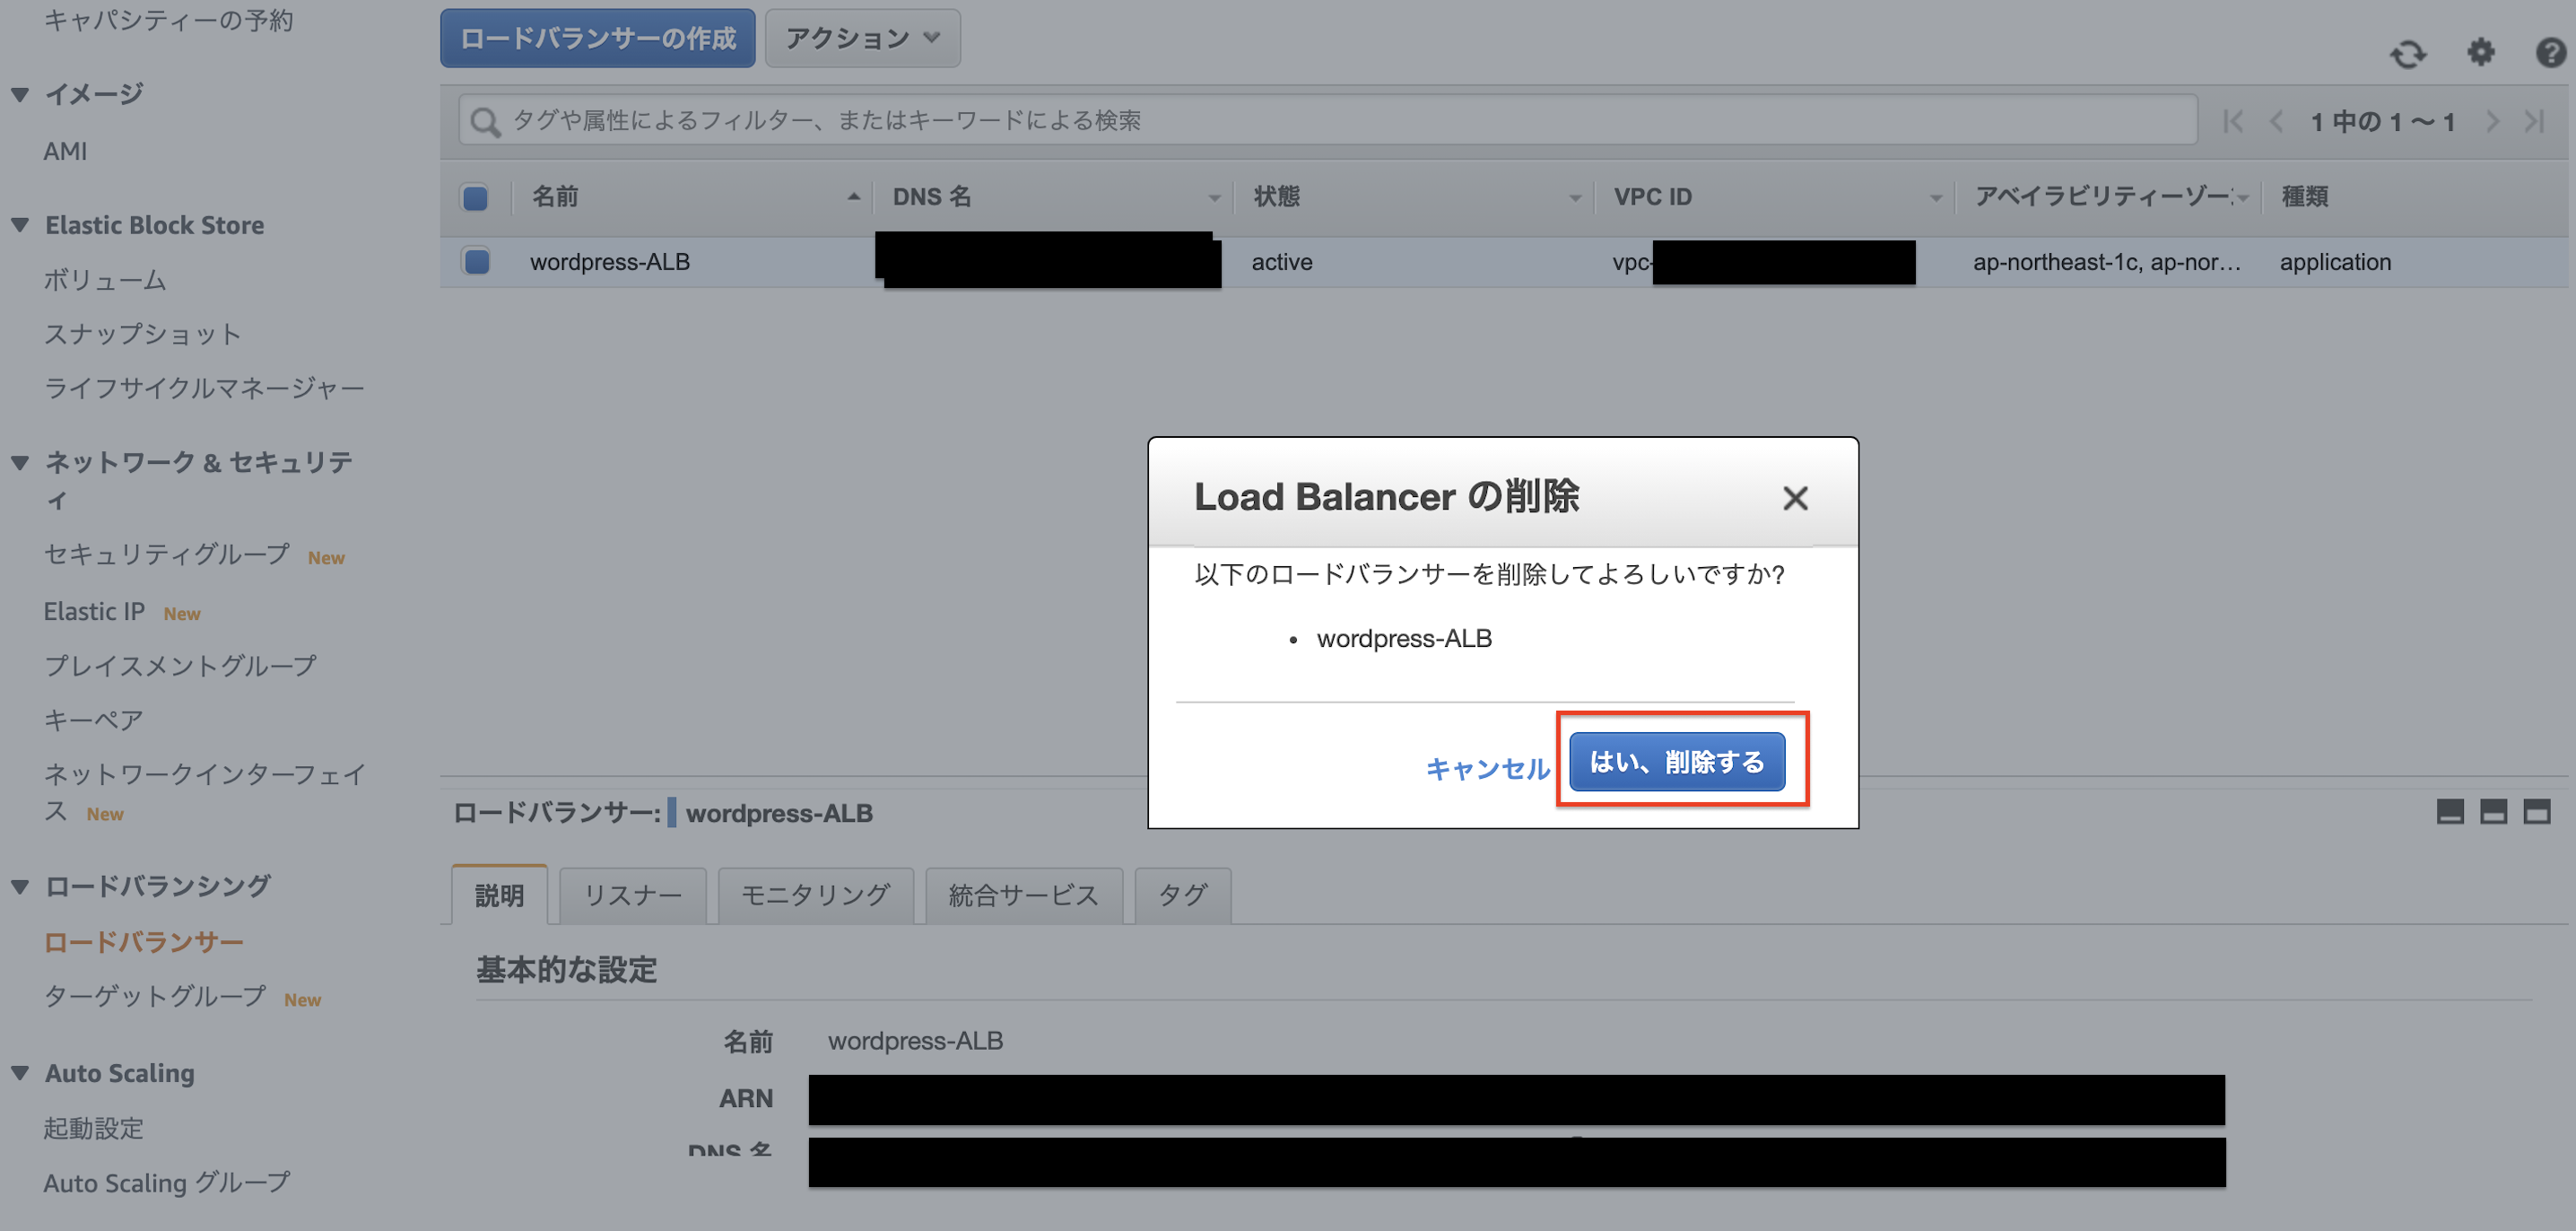 キャパシティーの予約
イメージ
AMI
Elastic Block Store
ボリューム
スナップショット
ライフサイクルマネージャー
ネットワーク & セキュリテ
ィ
セキュリティグループ New
Elastic IP New
プレイスメントグループ
キーペア
ネットワークインターフェイ
ス New
ロードバランシング
ロードバランサー
ターゲットグループ New
Auto Scaling
起動設定
Auto Scaling グループ
ロードバランサーの作成 アクション
タグや属性によるフィルター、またはキーワードによる検索 1 中の 1 ～ 1
名前 DNS 名 状態 VPC ID アベイラビリティーゾー 種類
wordpress-ALB active vpc- ap-northeast-1c, ap-nor... application
Load Balancer の削除
以下のロードバランサーを削除してよろしいですか?
• wordpress-ALB
キャンセル はい、削除する
ロードバランサー: wordpress-ALB
説明 リスナー モニタリング 統合サービス タグ
基本的な設定
名前 wordpress-ALB
ARN
DNS 名